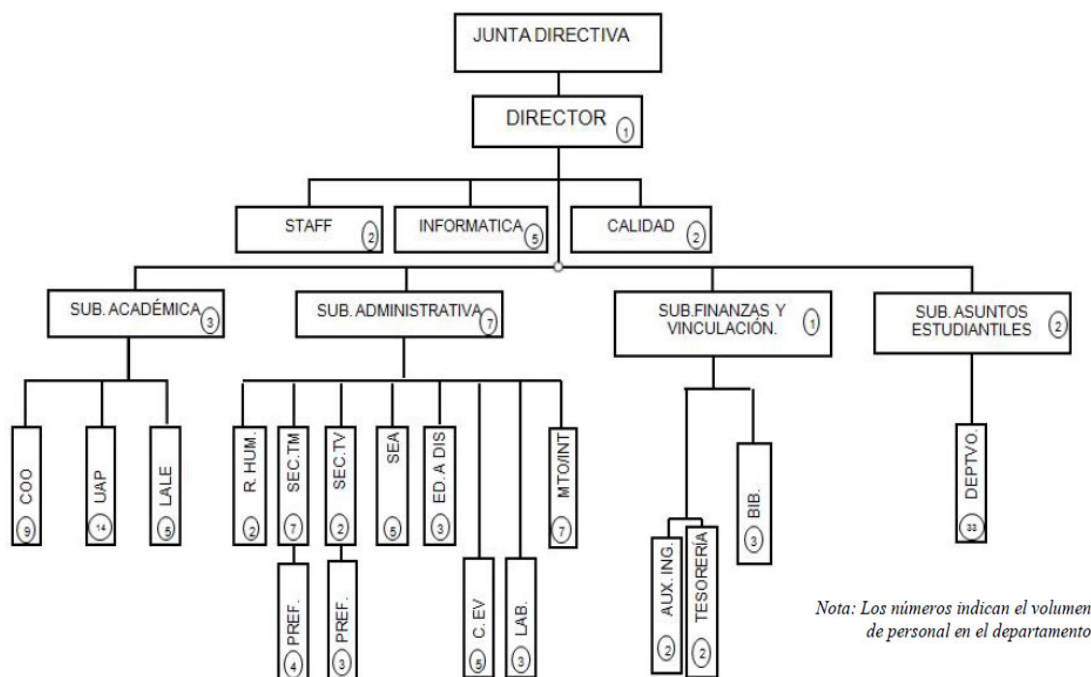 JUNTA DIRECTIVA
DIRECTOR
1
STAFF
2
INFORMATICA
5
CALIDAD
2
SUB. ACADÉMICA
3
SUB. ADMINISTRATIVA
7
SUB.FINANZAS Y
VINCULACIÓN.
1
SUB. ASUNTOS
ESTUDIANTILES
2
COO
9
UAP
14
LALE
5
R. HUM.
2
SEC.TM
7
SEC.TV
2
SEA
5
ED. A DIS
3
MTO/INT
7
BIB.
3
DEPTVO.
33
PREF.
4
PREF.
3
C. EV
5
LAB.
3
AUX. ING.
2
TESORERÍA
2
Nota: Los números indican el volumen
de personal en el departamento